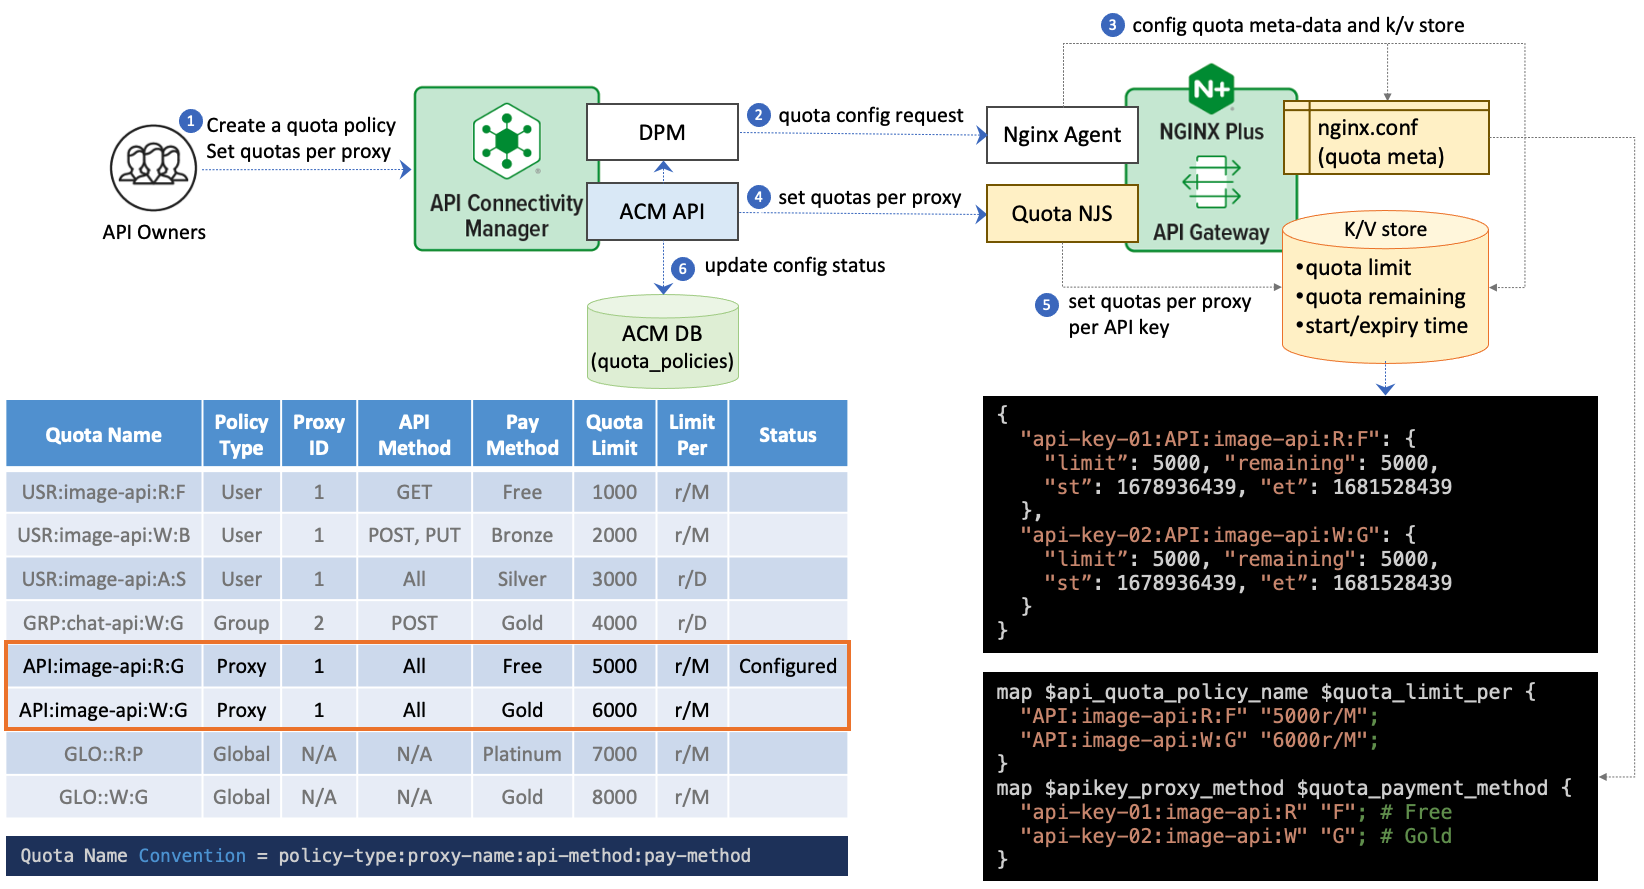 3 config quota meta-data and k/v store
1 Create a quota policy
Set quotas per proxy
API Owners
API Connectivity
Manager
DPM
ACM API
2 quota config request
4 set quotas per proxy
6 update config status
ACM DB
(quota_policies)
Nginx Agent
Quota NJS
N+
NGINX Plus
API Gateway
nginx.conf
(quota meta)
5 set quotas per proxy
per API key
K/V store
•quota limit
•quota remaining
•start/expiry time
Quota Name Policy Type Proxy ID API Method Pay Method Quota Limit Limit Per Status
USR:image-api:R:F User 1 GET Free 1000 r/M
USR:image-api:W:B User 1 POST, PUT Bronze 2000 r/M
USR:image-api:A:S User 1 All Silver 3000 r/D
GRP:chat-api:W:G Group 2 POST Gold 4000 r/D
API:image-api:R:G Proxy 1 All Free 5000 r/M Configured
API:image-api:W:G Proxy 1 All Gold 6000 r/M
GLO::R:P Global N/A N/A Platinum 7000 r/M
GLO::W:G Global N/A N/A Gold 8000 r/M
Quota Name Convention = policy-type:proxy-name:api-method:pay-method
{
"api-key-01:API:image-api:R:F": {
"limit”: 5000, "remaining": 5000,
"st”: 1678936439, "et": 1681528439
},
"api-key-02:API:image-api:W:G": {
"limit”: 5000, "remaining": 5000,
"st”: 1678936439, "et": 1681528439
}
}
map $api_quota_policy_name $quota_limit_per {
"API:image-api:R:F" "5000r/M";
"API:image-api:W:G" "6000r/M";
}
map $apikey_proxy_method $quota_payment_method {
"api-key-01:image-api:R" "F"; # Free
"api-key-02:image-api:W" "G"; # Gold
}